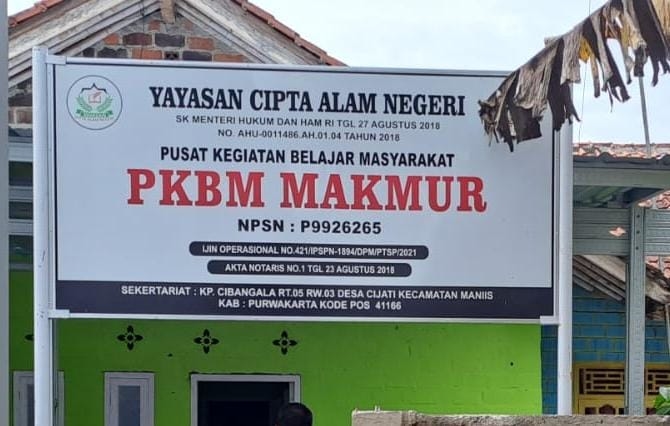 YAYASAN CIPTA ALAM NEGERI
SK MENTERI HUKUM DAN HAM RI TGL 27 AGUSTUS 2018
NO. AHU-0011486.AH.01.04 TAHUN 2018
PUSAT KEGIATAN BELAJAR MASYARAKAT
PKBM MAKMUR
NPSN : P9926265
IJIN OPERASIONAL NO.421/IPSPN-1894/DPM/PTSP/2021
AKTA NOTARIS NO.1 TGL 23 AGUSTUS 2018
SEKERTARIAT : KP. CIBANGALA RT.05 RW.03 DESA CIJATI KECAMATAN MANIIS
KAB : PURWAKARTA KODE POS 41166